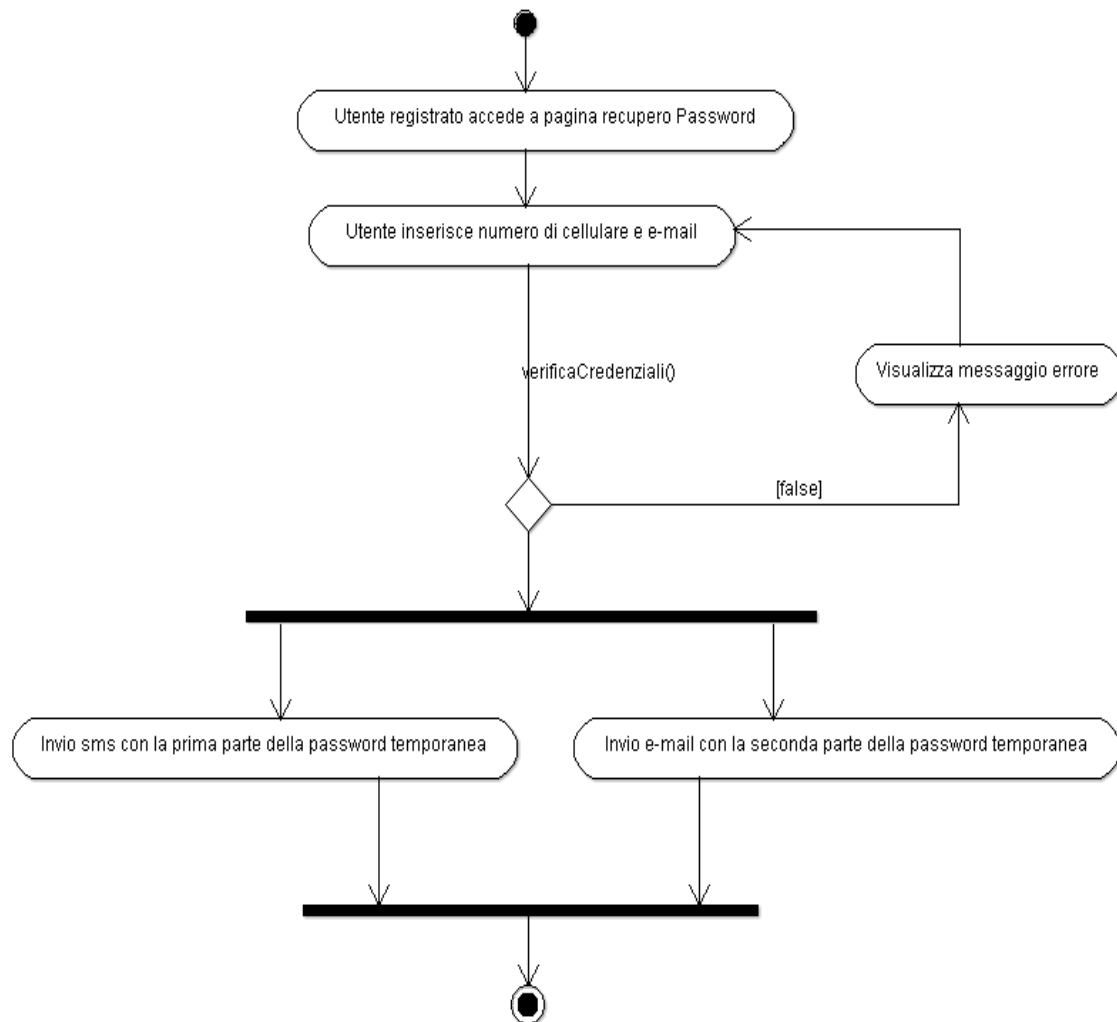 Utente registrato accede a pagina recupero Password
Utente inserisce numero di cellulare e e-mail
verificaCredenziali()
Visualizza messaggio errore
[false]
Invio sms con la prima parte della password temporanea
Invio e-mail con la seconda parte della password temporanea